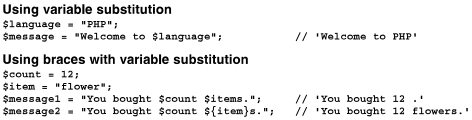 Using variable substitution
$language = "PHP";
$message = "Welcome to $language"; // 'Welcome to PHP'
Using braces with variable substitution
$count = 12;
$item = "flower";
$message1 = "You bought $count $items."; // 'You bought 12 .'
$message2 = "You bought $count ${item}s."; // 'You bought 12 flowers.'